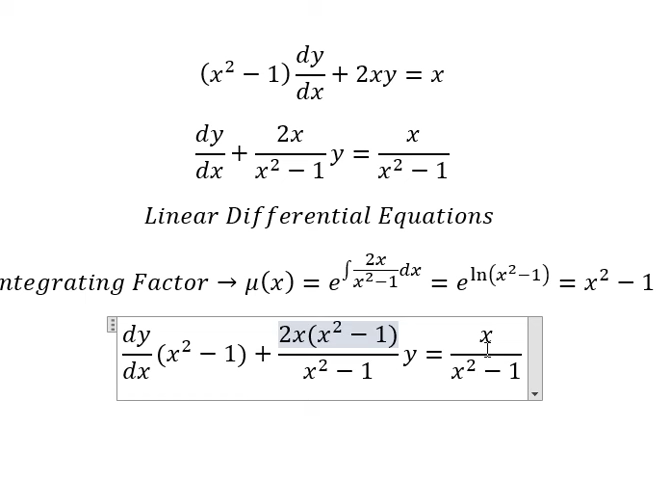 (x² − 1) dy/dx + 2xy = x
dy/dx + 2x/(x² − 1) y = x/(x² − 1)
Linear Differential Equations
ntegrating Factor → μ(x) = e^(∫ 2x/(x²−1) dx) = e^(ln(x²−1)) = x² − 1
dy/dx (x² − 1) + 2x(x² − 1)/(x² − 1) y = x/(x² − 1)